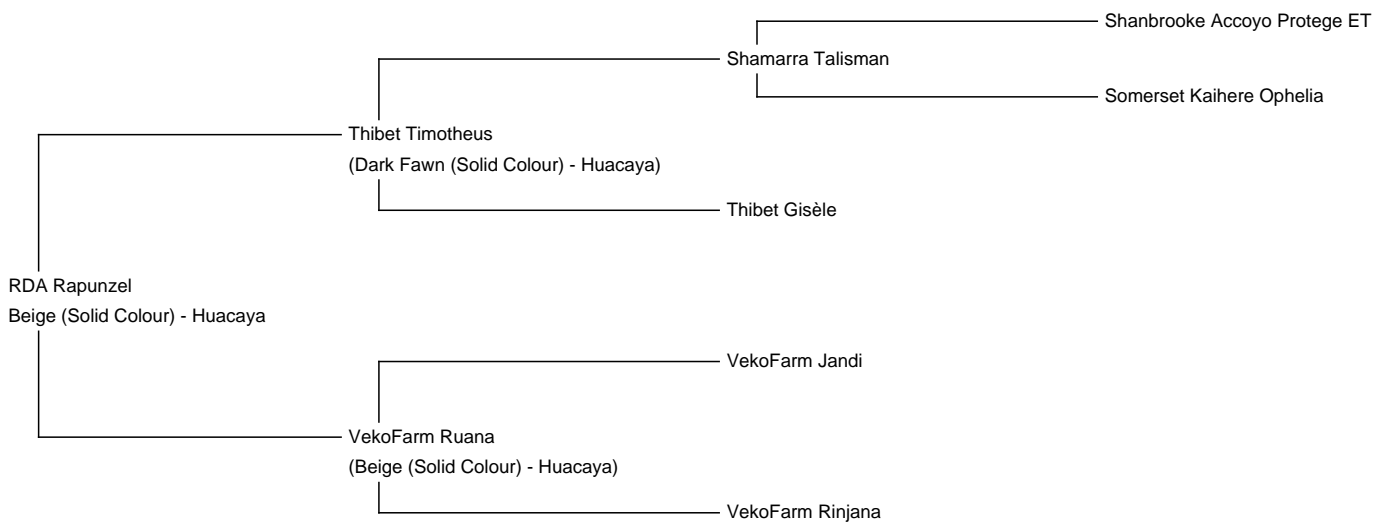 Shanbrooke Accoyo Protege ET
Shamarra Talisman
Somerset Kaihere Ophelia
Thibet Timotheus
(Dark Fawn (Solid Colour) - Huacaya)
Thibet Gisèle
RDA Rapunzel
Beige (Solid Colour) - Huacaya
VekoFarm Jandi
VekoFarm Ruana
(Beige (Solid Colour) - Huacaya)
VekoFarm Rinjana